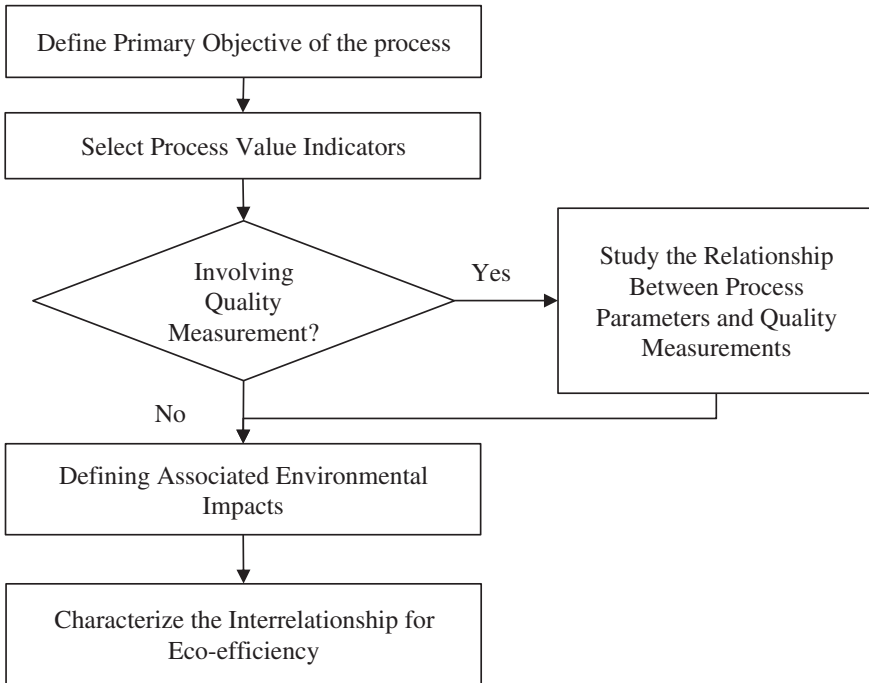 Define Primary Objective of the process
Select Process Value Indicators
Involving
Quality
Measurement?
Yes
Study the Relationship
Between Process
Parameters and Quality
Measurements
No
Defining Associated Environmental
Impacts
Characterize the Interrelationship for
Eco-efficiency